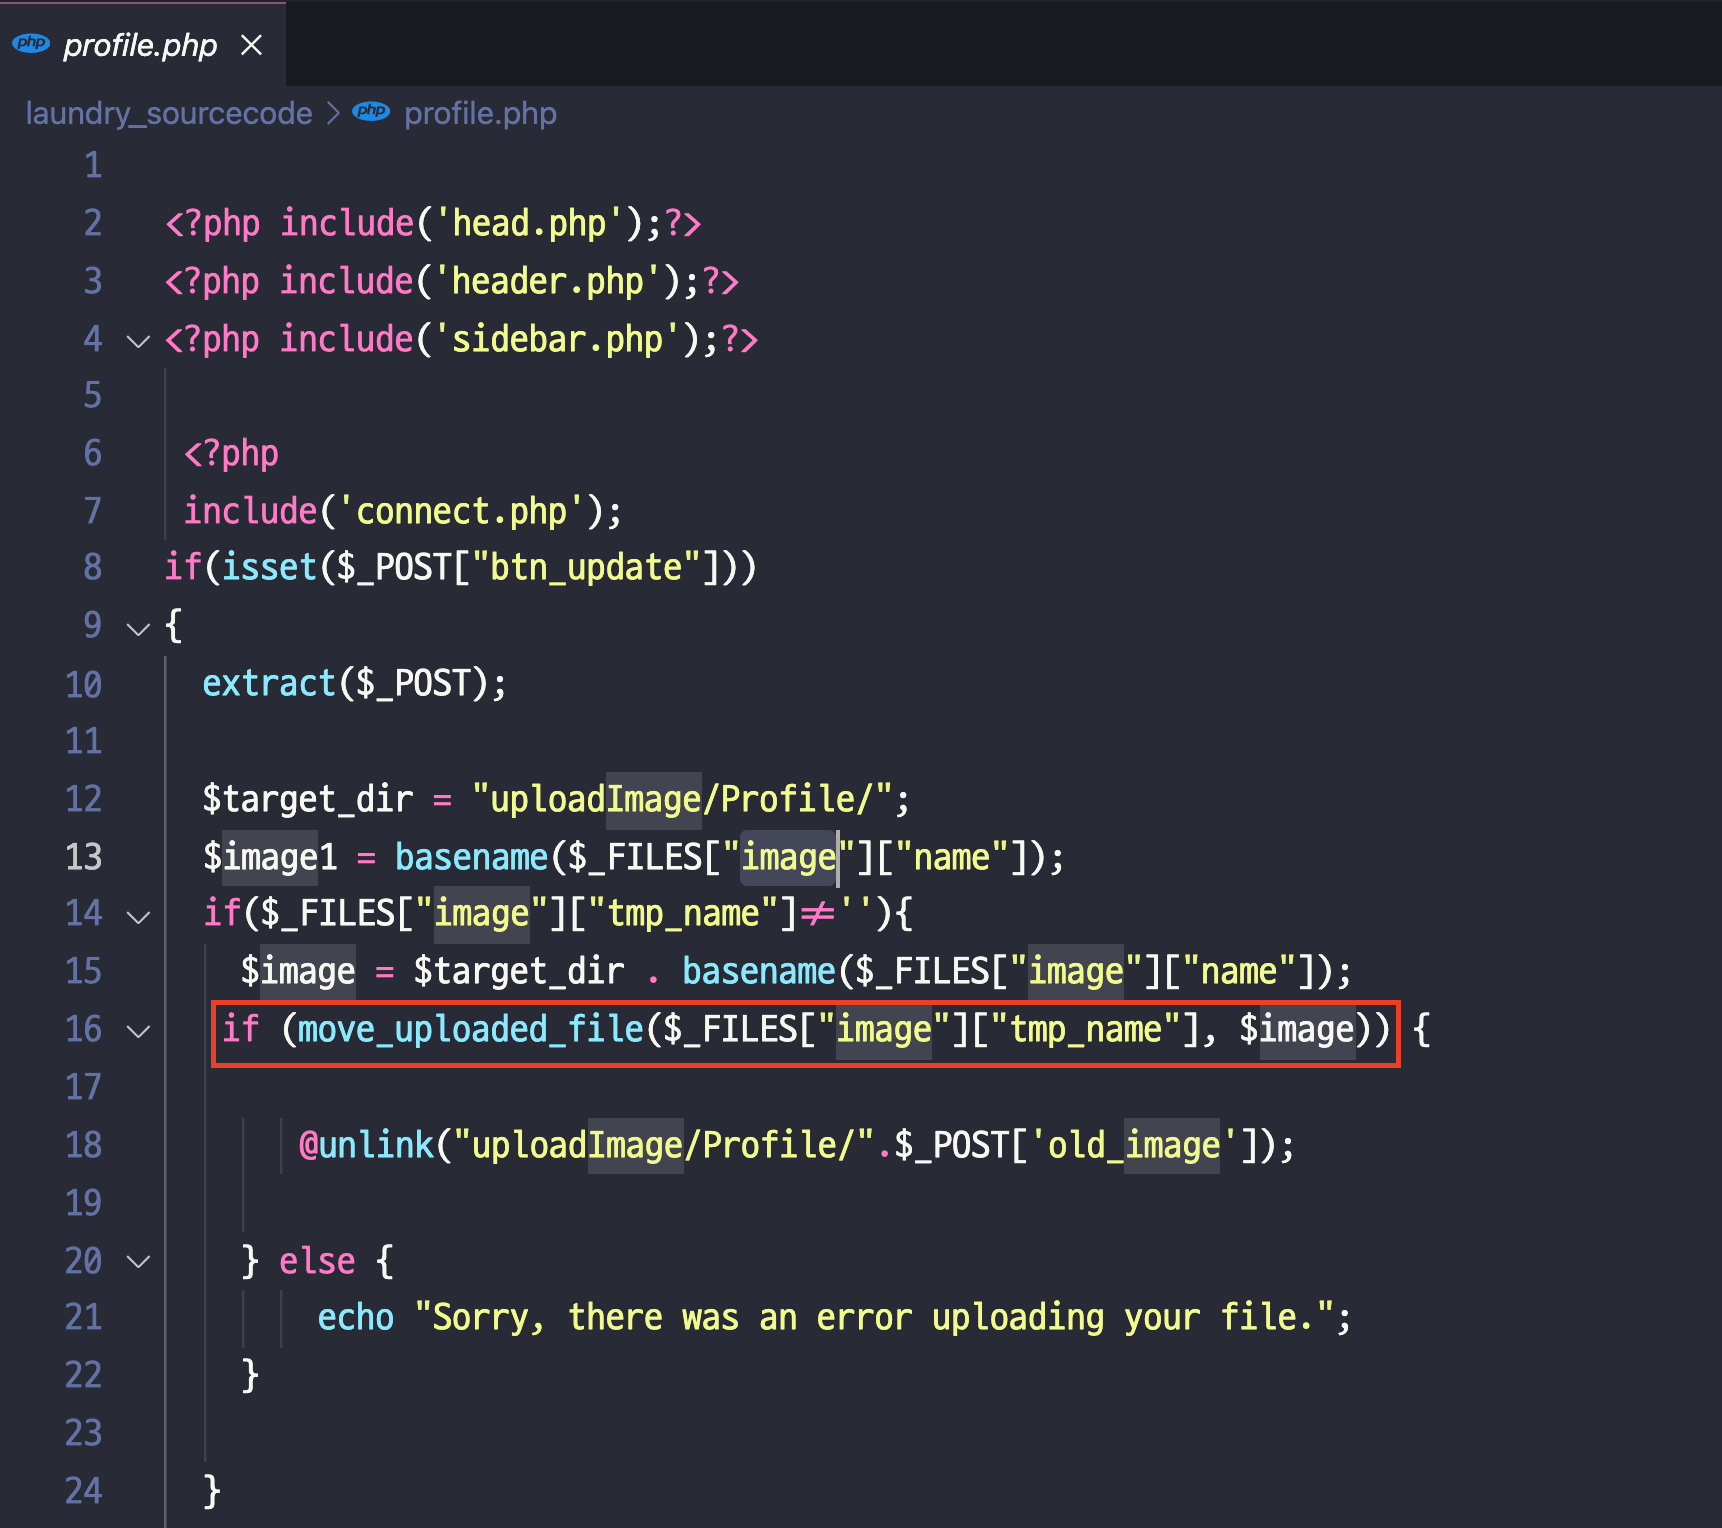 php profile.php
laundry_sourcecode > php profile.php
1
2 <?php include('head.php');?>
3 <?php include('header.php');?>
4 <?php include('sidebar.php');?>
5
6 <?php
7 include('connect.php');
8 if(isset($_POST["btn_update"]))
9 {
10 extract($_POST);
11
12 $target_dir = "uploadImage/Profile/";
13 $image1 = basename($_FILES["image"]["name"]);
14 if($_FILES["image"]["tmp_name"]!=''){
15 $image = $target_dir . basename($_FILES["image"]["name"]);
16 if (move_uploaded_file($_FILES["image"]["tmp_name"], $image)) {
17
18 @unlink("uploadImage/Profile/".$_POST['old_image']);
19
20 } else {
21 echo "Sorry, there was an error uploading your file.";
22 }
23
24 }